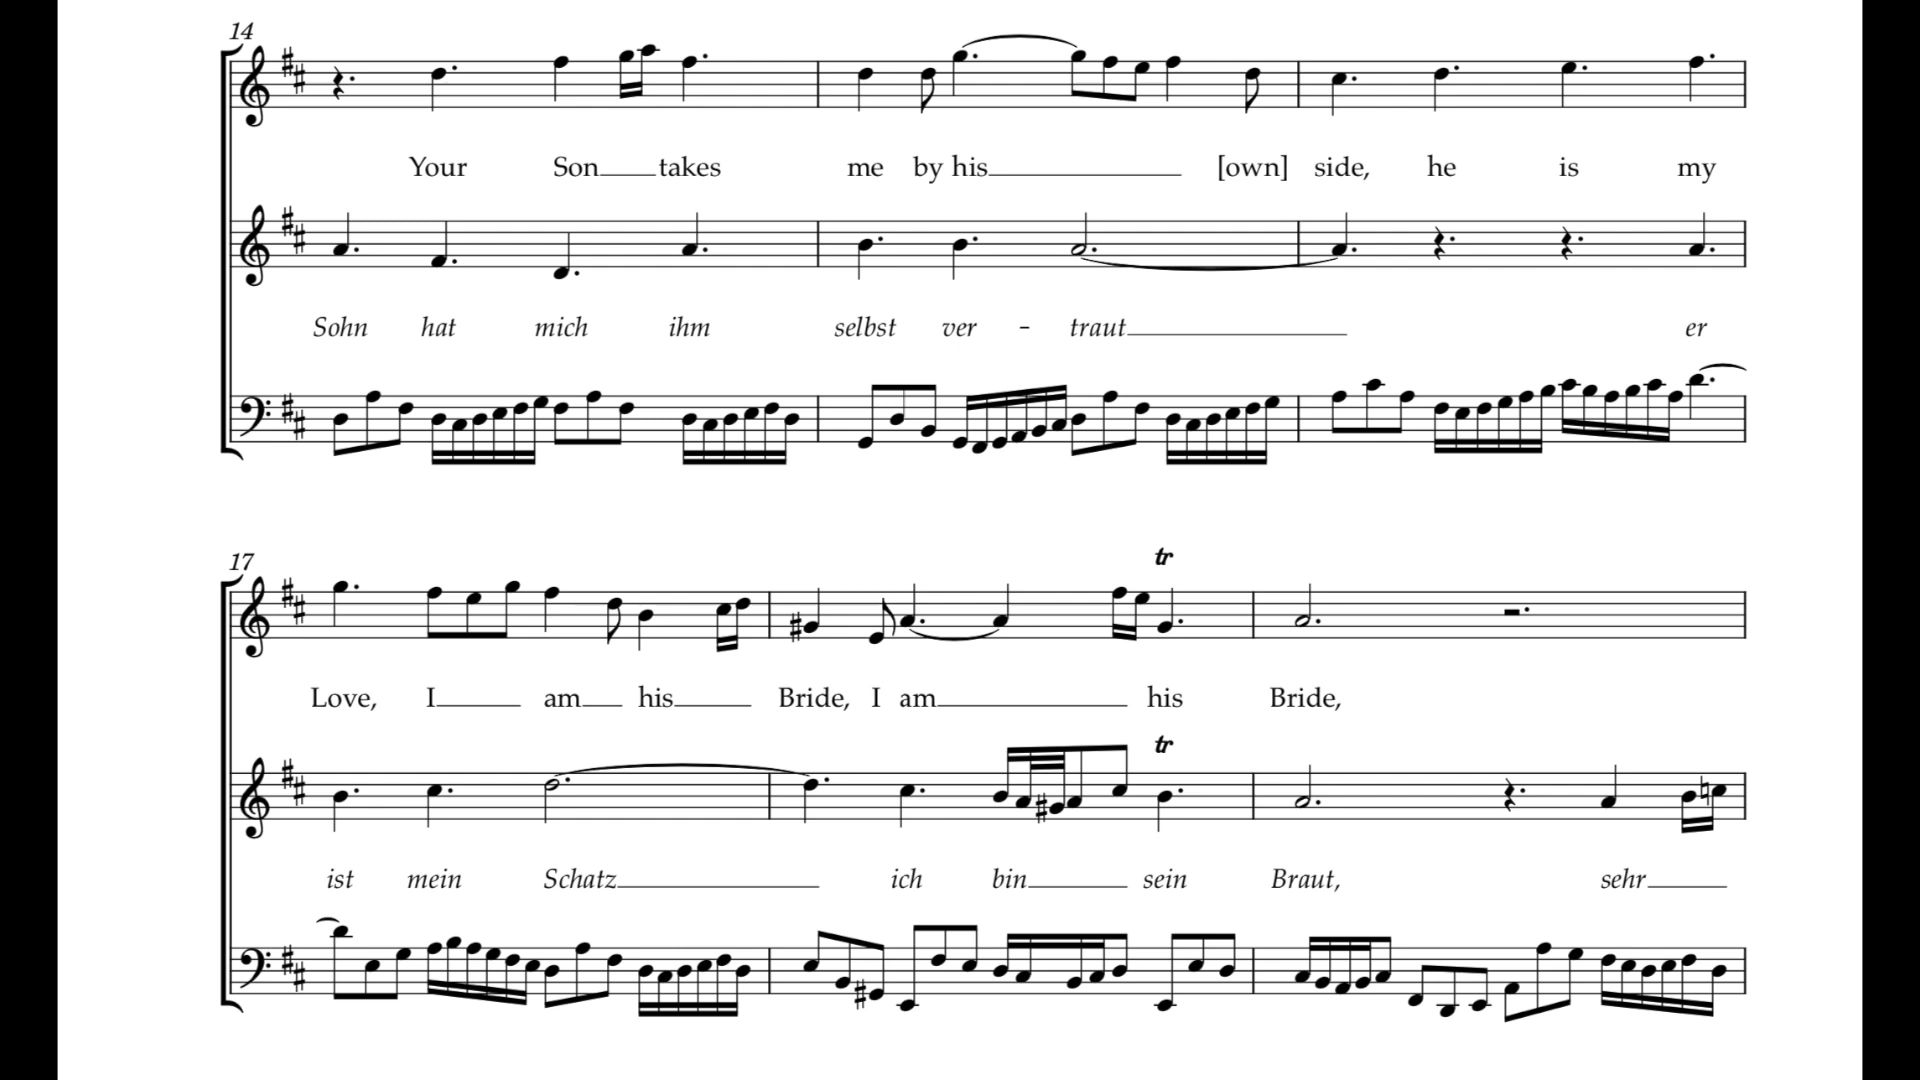 14
Your Son takes me by his [own] side, he is my
Sohn hat mich ihm selbst ver - traut er
17
tr
Love, I am his Bride, I am his Bride,
tr
ist mein Schatz ich bin sein Braut, sehr